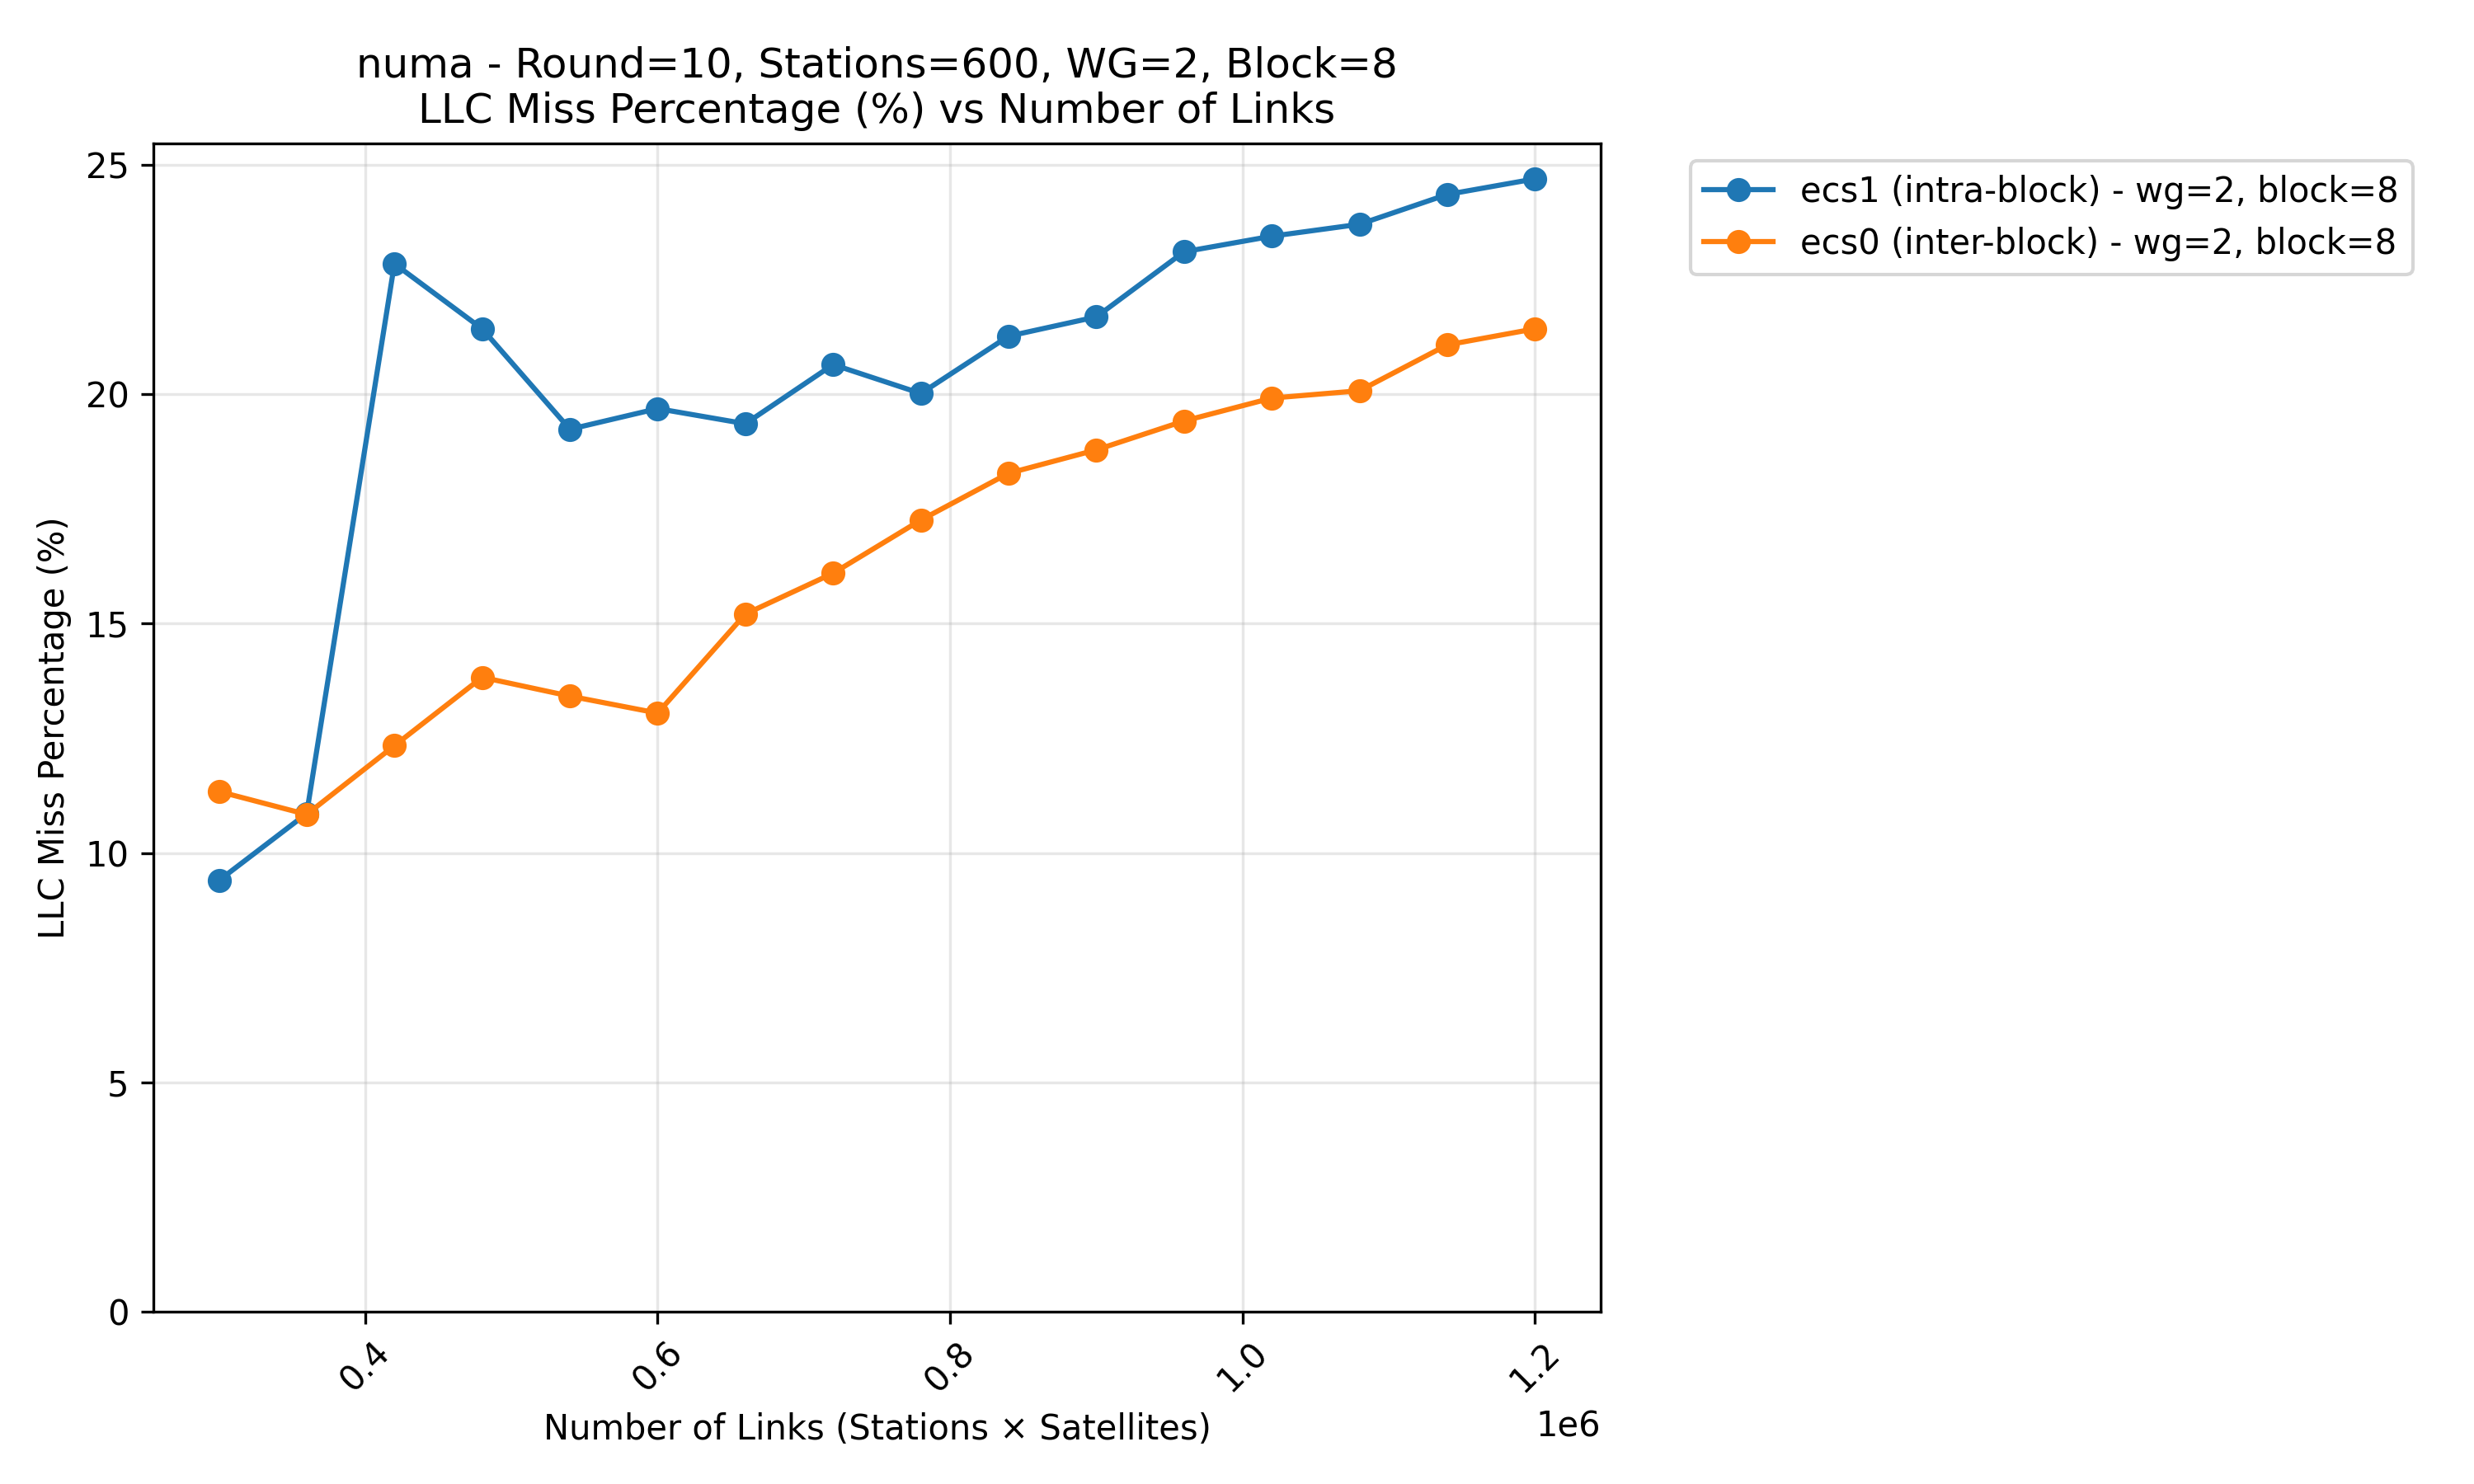 numa - Round=10, Stations=600, WG=2, Block=8
LLC Miss Percentage (%) vs Number of Links
ecs1 (intra-block) - wg=2, block=8
ecs0 (inter-block) - wg=2, block=8
LLC Miss Percentage (%)
25
20
15
10
5
0
0.4
0.6
0.8
1.0
1.2
Number of Links (Stations × Satellites)
1e6